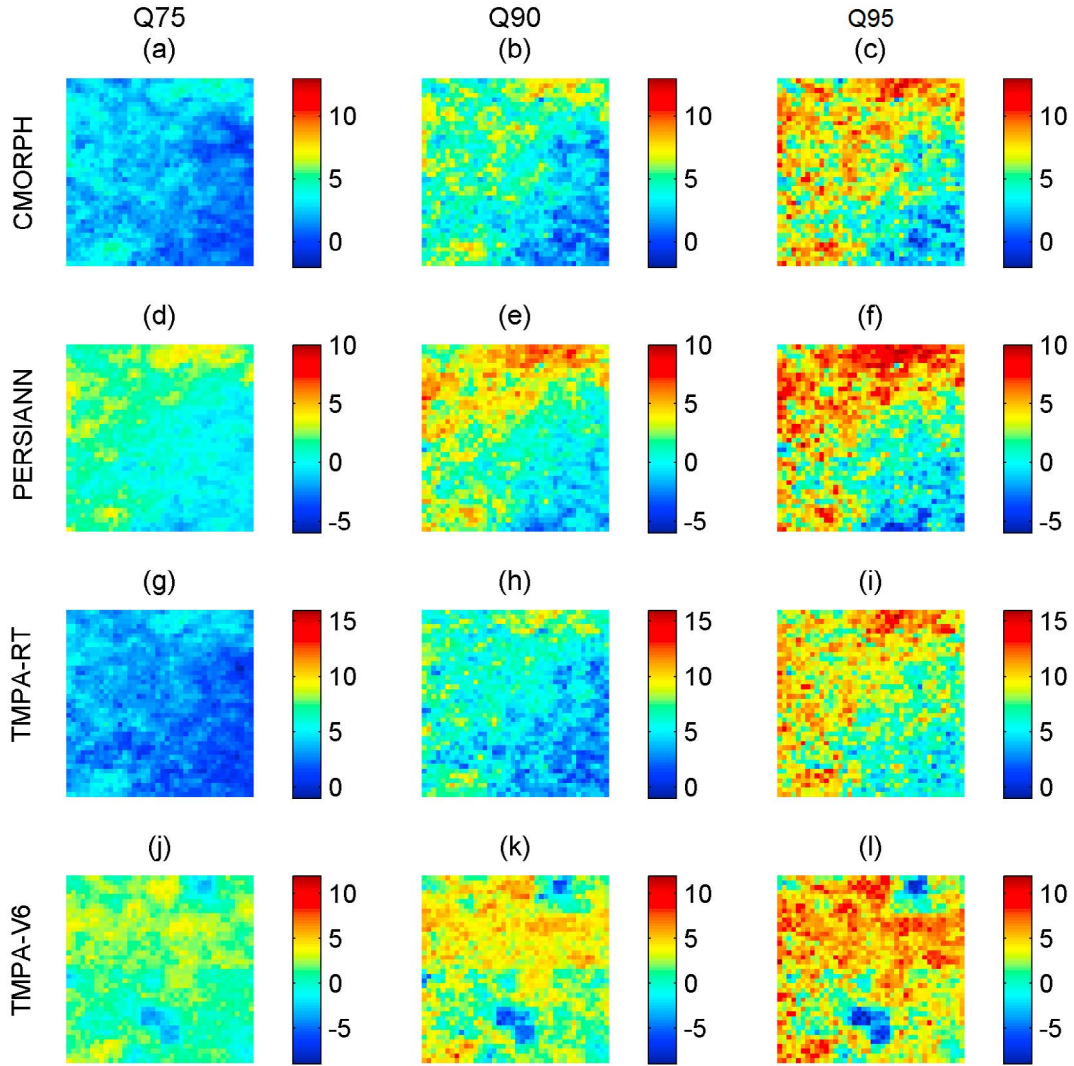 Q75 Q90 Q95
(a) (b) (c)
CMORPH
10 10 10
5 5 5
0 0 0
(d) (e) (f)
PERSIANN
10 10 10
5 5 5
0 0 0
-5 -5 -5
(g) (h) (i)
TMPA-RT
15 15 15
10 10 10
5 5 5
0 0 0
(j) (k) (l)
TMPA-V6
10 10 10
5 5 5
0 0 0
-5 -5 -5